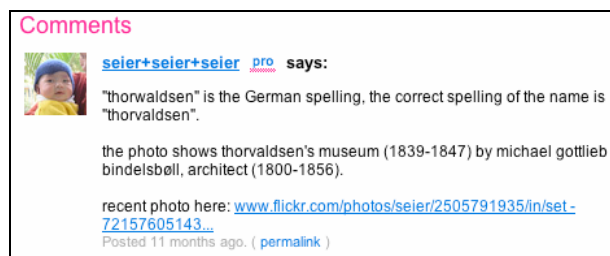 Comments
seier+seier+seier pro says:
"thorwaldsen" is the German spelling, the correct spelling of the name is
"thorvaldsen".
the photo shows thorvaldsen's museum (1839-1847) by michael gottlieb
bindelsbøll, architect (1800-1856).
recent photo here: www.flickr.com/photos/seier/2505791935/in/set -
72157605143...
Posted 11 months ago. ( permalink )